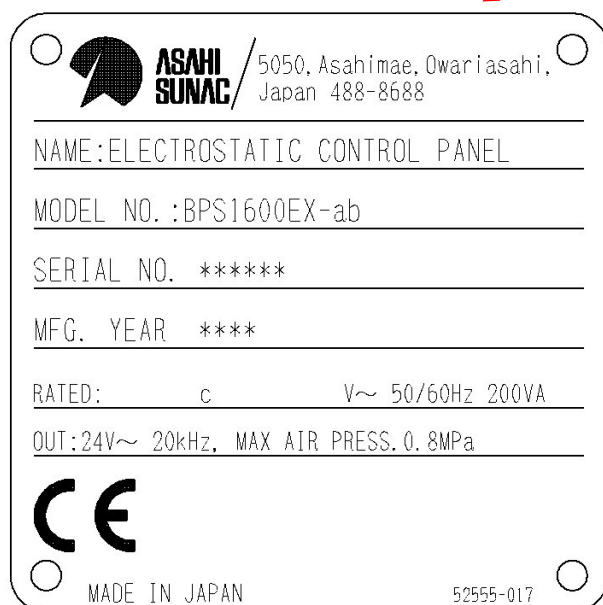 ASAHI
SUNAC
5050, Asahimae, Owariasahi,
Japan 488-8688
NAME:ELECTROSTATIC CONTROL PANEL
MODEL NO.:BPS1600EX-ab
SERIAL NO. ******
MFG. YEAR ****
RATED: c V~ 50/60Hz 200VA
OUT:24V~ 20kHz, MAX AIR PRESS.0.8MPa
CE
MADE IN JAPAN 52555-017